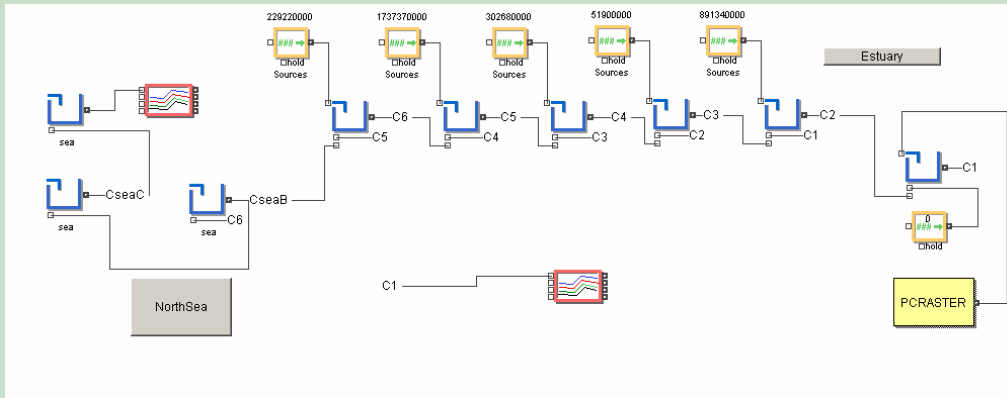 229220000
1737370000
302680000
51900000
891340000
### ### ### ### ###
hold hold hold hold hold
Sources Sources Sources Sources Sources
Estuary
C6 C5 C4 C3 C2
C5 C4 C3 C2 C1
sea
C1
CseaC
CseaB
C6
sea
sea
0
###
hold
NorthSea
C1
PCRASTER